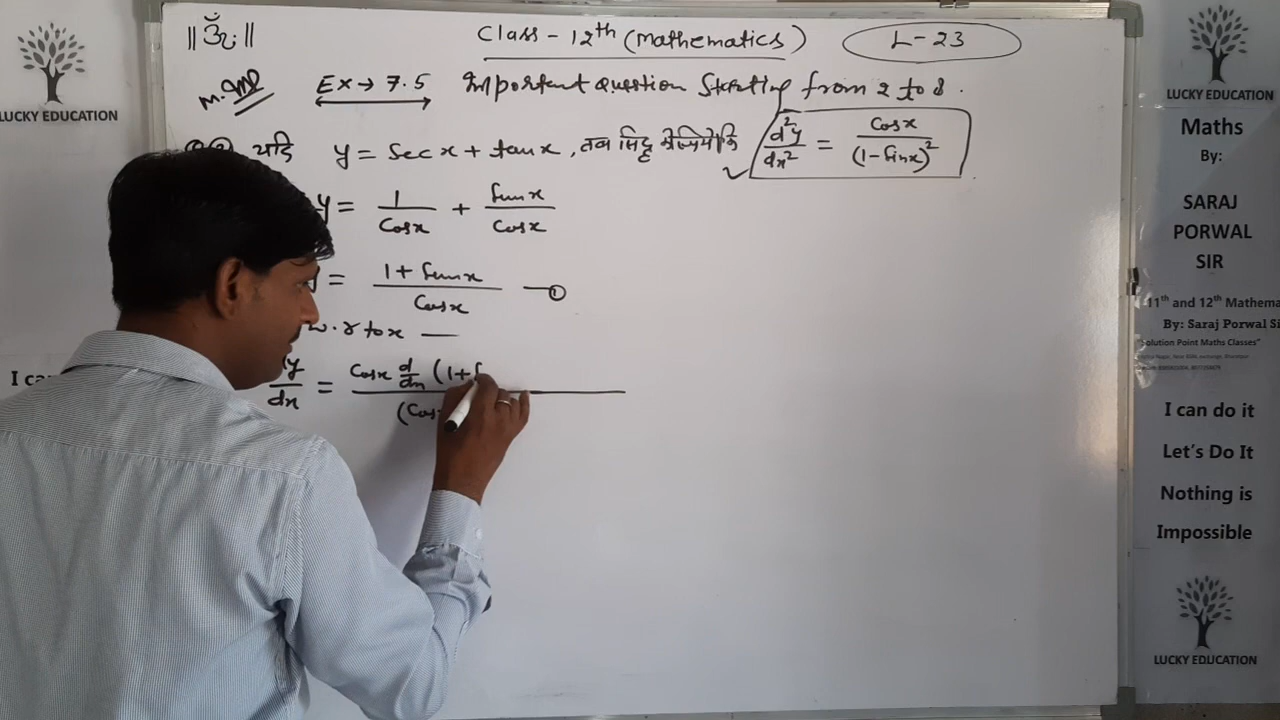 || ॐ ||
Class - 12th (Mathematics)
L - 23
M.Imp
Ex → 7.5 Important Question Starting from 2 to 8.
यदि y = Sec x + tan x, तब सिद्ध कीजिये कि d²y/dx² = Cosx/(1 - Sinx)²
y = 1/Cosx + Sinx/Cosx
= 1 + Sinx/Cosx — ①
w.r to x —
dy/dx = Cosx d/dx (1+S
(Cos
LUCKY EDUCATION
I ca
LUCKY EDUCATION
Maths
By:
SARAJ
PORWAL
SIR
11th and 12th Mathema
By: Saraj Porwal Si
"Solution Point Maths Classes"
I can do it
Let's Do It
Nothing is
Impossible
LUCKY EDUCATION